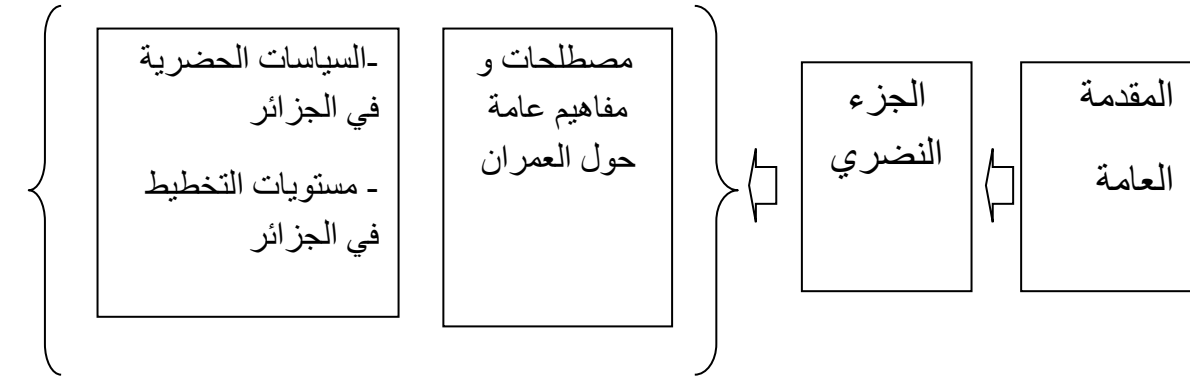 المقدمة
العامة
الجزء
النضري
مصطلحات و
مفاهيم عامة
حول العمران
-السياسات الحضرية
في الجزائر
- مستويات التخطيط
في الجزائر